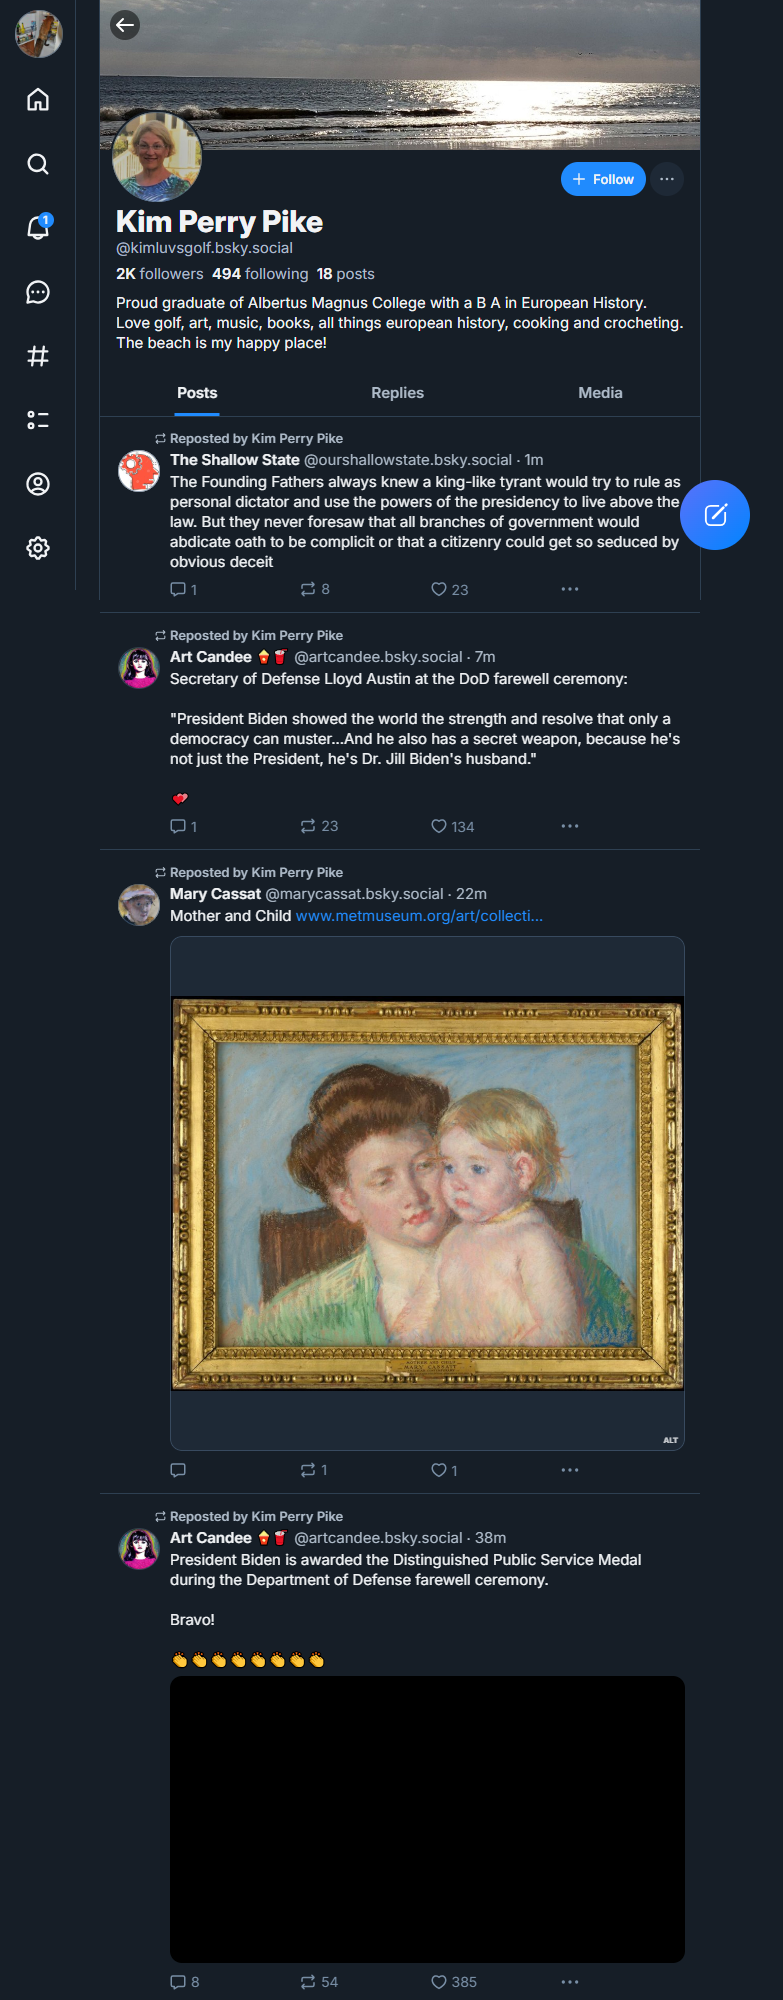 1
+ Follow
Kim Perry Pike
@kimluvsgolf.bsky.social
2K followers 494 following 18 posts
Proud graduate of Albertus Magnus College with a B A in European History.
Love golf, art, music, books, all things european history, cooking and crocheting.
The beach is my happy place!
Posts Replies Media
Reposted by Kim Perry Pike
The Shallow State @ourshallowstate.bsky.social · 1m
The Founding Fathers always knew a king-like tyrant would try to rule as
personal dictator and use the powers of the presidency to live above the
law. But they never foresaw that all branches of government would
abdicate oath to be complicit or that a citizenry could get so seduced by
obvious deceit
1 8 23
Reposted by Kim Perry Pike
Art Candee 🍿🥤 @artcandee.bsky.social · 7m
Secretary of Defense Lloyd Austin at the DoD farewell ceremony:
"President Biden showed the world the strength and resolve that only a
democracy can muster...And he also has a secret weapon, because he's
not just the President, he's Dr. Jill Biden's husband."
💕
1 23 134
Reposted by Kim Perry Pike
Mary Cassat @marycassat.bsky.social · 22m
Mother and Child www.metmuseum.org/art/collecti...
MARY CASSATT
ALT
1 1
Reposted by Kim Perry Pike
Art Candee 🍿🥤 @artcandee.bsky.social · 38m
President Biden is awarded the Distinguished Public Service Medal
during the Department of Defense farewell ceremony.
Bravo!
👏👏👏👏👏👏👏👏
8 54 385